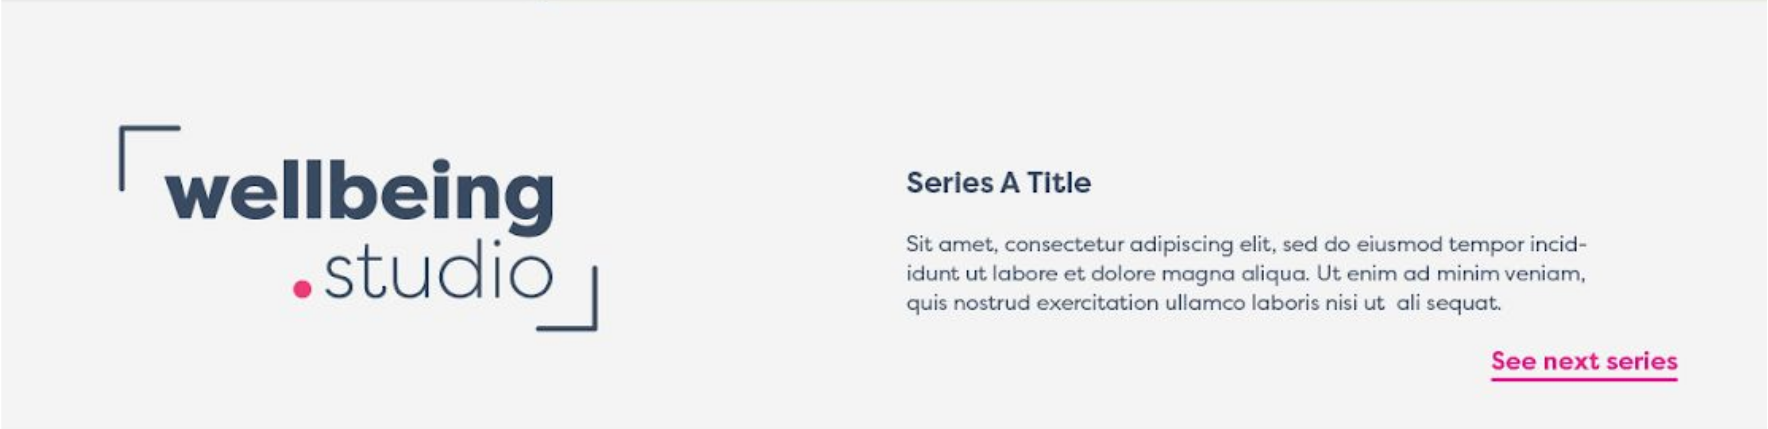 wellbeing
.studio
Series A Title
Sit amet, consectetur adipiscing elit, sed do eiusmod tempor incid-
idunt ut labore et dolore magna aliqua. Ut enim ad minim veniam,
quis nostrud exercitation ullamco laboris nisi ut  ali sequat.
See next series